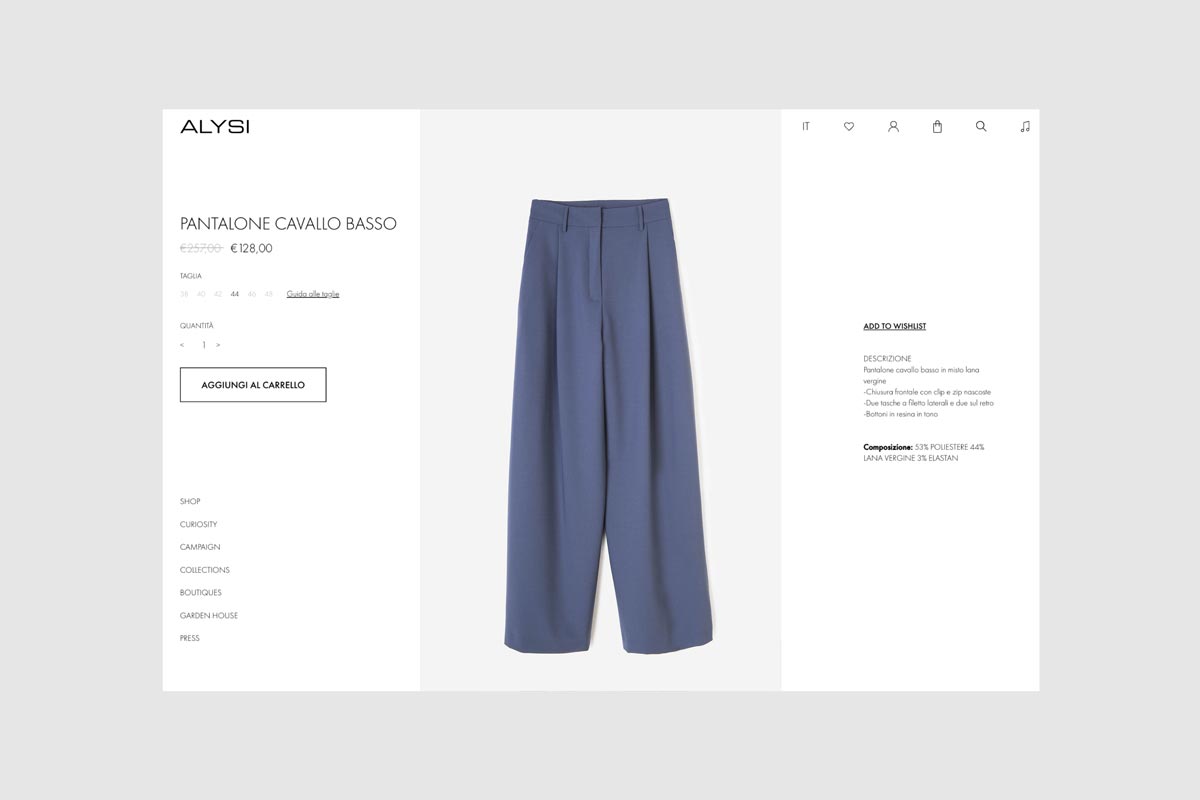 ALYSI
IT
PANTALONE CAVALLO BASSO
€257,00 €128,00
TAGLIA
38 40 42 44 46 48 Guida alle taglie
QUANTITÀ
< 1 >
AGGIUNGI AL CARRELLO
SHOP
CURIOSITY
CAMPAIGN
COLLECTIONS
BOUTIQUES
GARDEN HOUSE
PRESS
ADD TO WISHLIST
DESCRIZIONE
Pantalone cavallo basso in misto lana
vergine
-Chiusura frontale con clip e zip nascoste
-Due tasche a filetto laterali e due sul retro
-Bottoni in resina in tono
Composizione: 53% POLIESTERE 44%
LANA VERGINE 3% ELASTAN